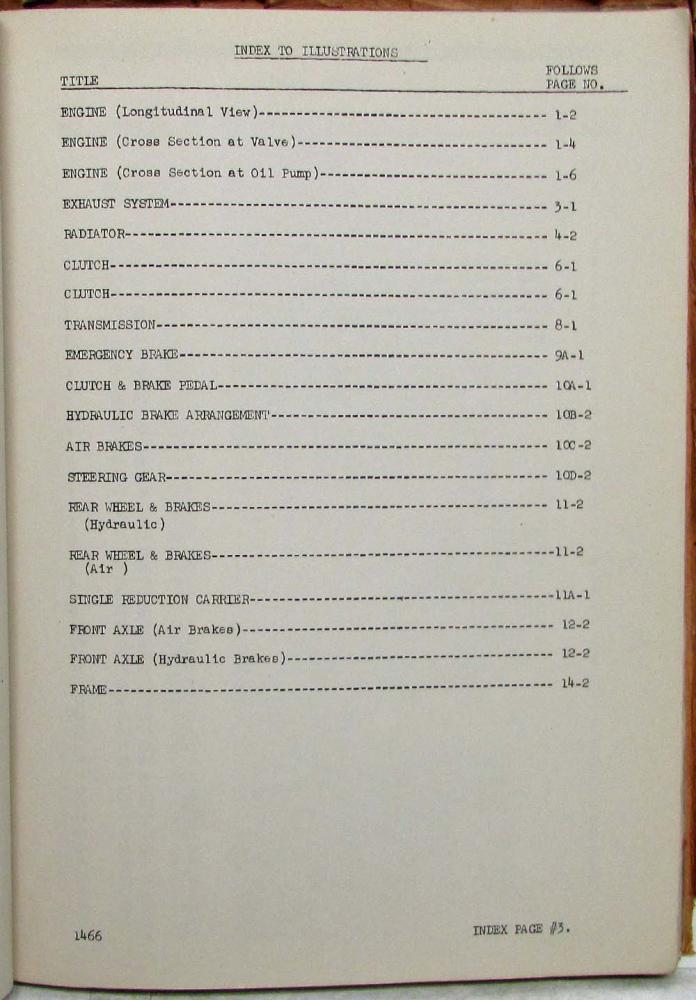 INDEX TO ILLUSTRATIONS
FOLLOWS
TITLE PAGE NO.
ENGINE (Longitudinal View)------------------------------------- 1-2
ENGINE (Cross Section at Valve)-------------------------------- 1-4
ENGINE (Cross Section at Oil Pump)----------------------------- 1-6
EXHAUST SYSTEM------------------------------------------------- 3-1
RADIATOR------------------------------------------------------- 4-2
CLUTCH--------------------------------------------------------- 6-1
CLUTCH--------------------------------------------------------- 6-1
TRANSMISSION--------------------------------------------------- 8-1
EMERGENCY BRAKE------------------------------------------------ 9A-1
CLUTCH & BRAKE PEDAL------------------------------------------- 10A-1
HYDRAULIC BRAKE ARRANGEMENT------------------------------------ 10B-2
AIR BRAKES----------------------------------------------------- 10C-2
STEERING GEAR-------------------------------------------------- 10D-2
REAR WHEEL & BRAKES-------------------------------------------- 11-2
(Hydraulic)
REAR WHEEL & BRAKES---------------------------------------------11-2
(Air )
SINGLE REDUCTION CARRIER----------------------------------------11A-1
FRONT AXLE (Air Brakes)----------------------------------------- 12-2
FRONT AXLE (Hydraulic Brakes)----------------------------------- 12-2
FRAME----------------------------------------------------------- 14-2
1466 INDEX PAGE #3.